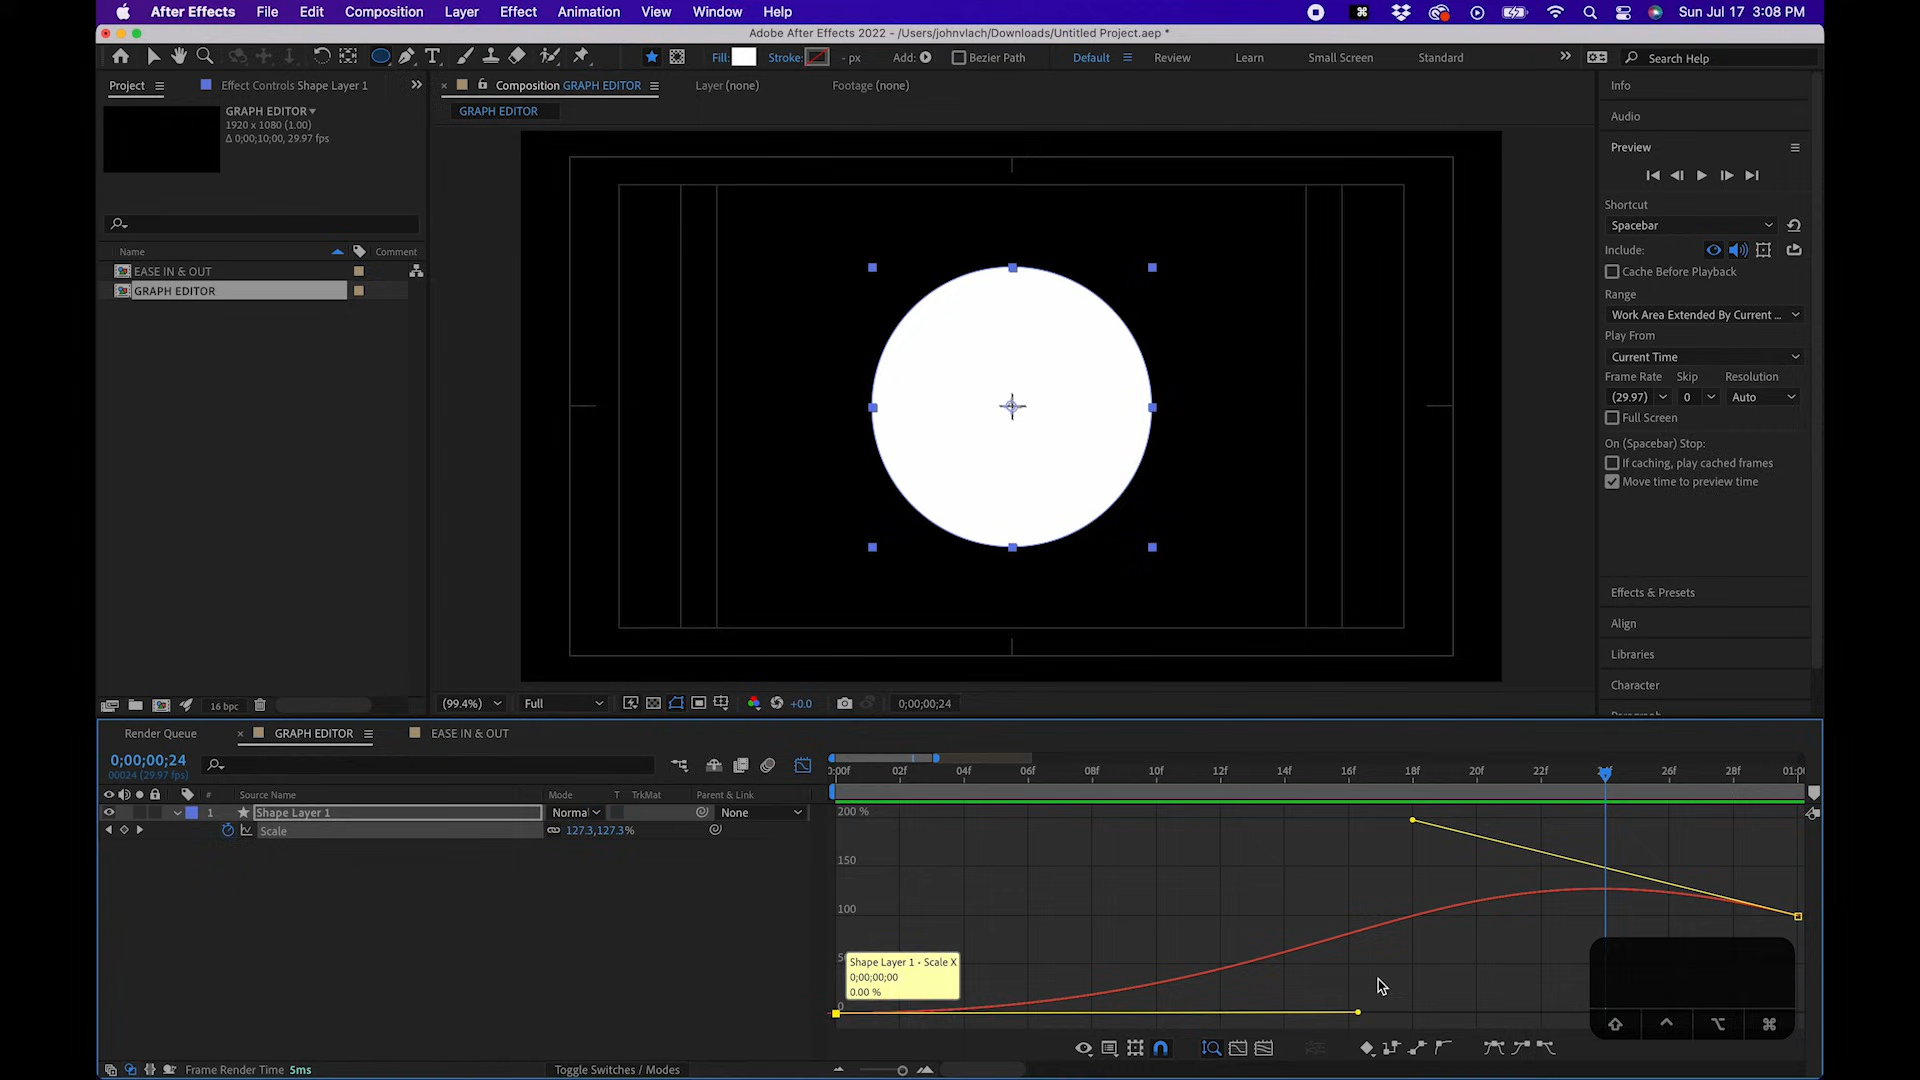 After Effects File Edit Composition Layer Effect Animation View Window Help Sun Jul 17 3:08 PM
Adobe After Effects 2022 - /Users/johnvlach/Downloads/Untitled Project.aep *
Fill: Stroke: - px Add: Bezier Path Default Review Learn Small Screen Standard Search Help
Project Effect Controls Shape Layer 1 Composition GRAPH EDITOR Layer (none) Footage (none) Info
GRAPH EDITOR
1920 x 1080 (1.00)
Δ 0;00;10;00, 29.97 fps
GRAPH EDITOR
Audio
Preview
Shortcut
Spacebar
Include:
Cache Before Playback
Range
Work Area Extended By Current ...
Play From
Current Time
Frame Rate Skip Resolution
(29.97) 0 Auto
Full Screen
On (Spacebar) Stop:
If caching, play cached frames
Move time to preview time
Effects & Presets
Align
Libraries
Character
Name Comment
EASE IN & OUT
GRAPH EDITOR
16 bpc
(99.4%) Full +0.0 0;00;00;24
Render Queue GRAPH EDITOR EASE IN & OUT
0;00;00;24
00024 (29.97 fps)
# Source Name Mode T TrkMat Parent & Link
1 Shape Layer 1 Normal None
Scale 127.3,127.3%
0:00f 02f 04f 06f 08f 10f 12f 14f 16f 18f 20f 22f 26f 28f 01:00
200 %
150
100
0
Shape Layer 1 - Scale X
0;00;00;00
0.00 %
Frame Render Time 5ms Toggle Switches / Modes